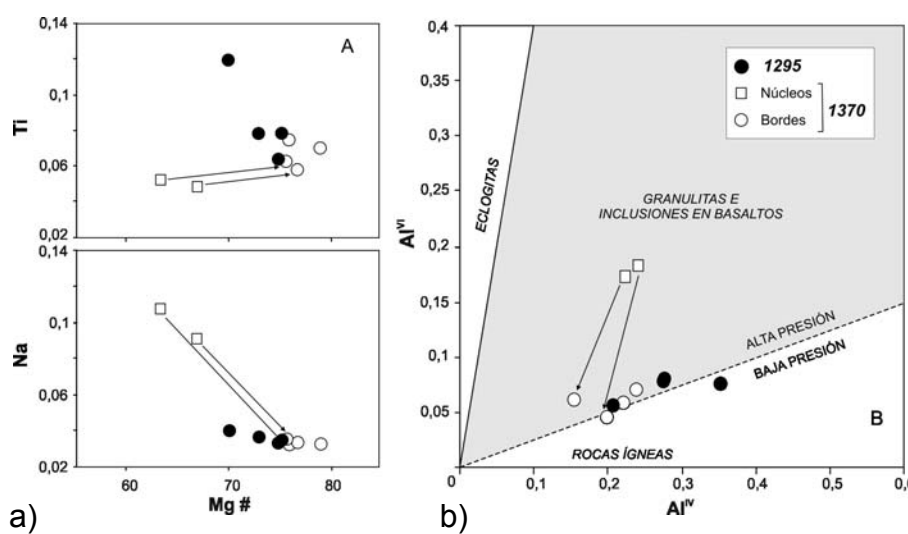 0,14
A
0,1
Ti
0,06
0,02
0,14
0,1
Na
0,06
0,02
60
70
80
Mg #
a)
0,4
0,35
0,3
0,25
0,2
0,15
0,1
0,05
0
Al^VI
ECLOGITAS
1295
Núcleos
Bordes
1370
GRANULITAS E
INCLUSIONES EN BASALTOS
ALTA PRESIÓN
BAJA PRESIÓN
ROCAS ÍGNEAS
B
0
0,1
0,2
0,3
0,4
0,5
Al^IV
b)